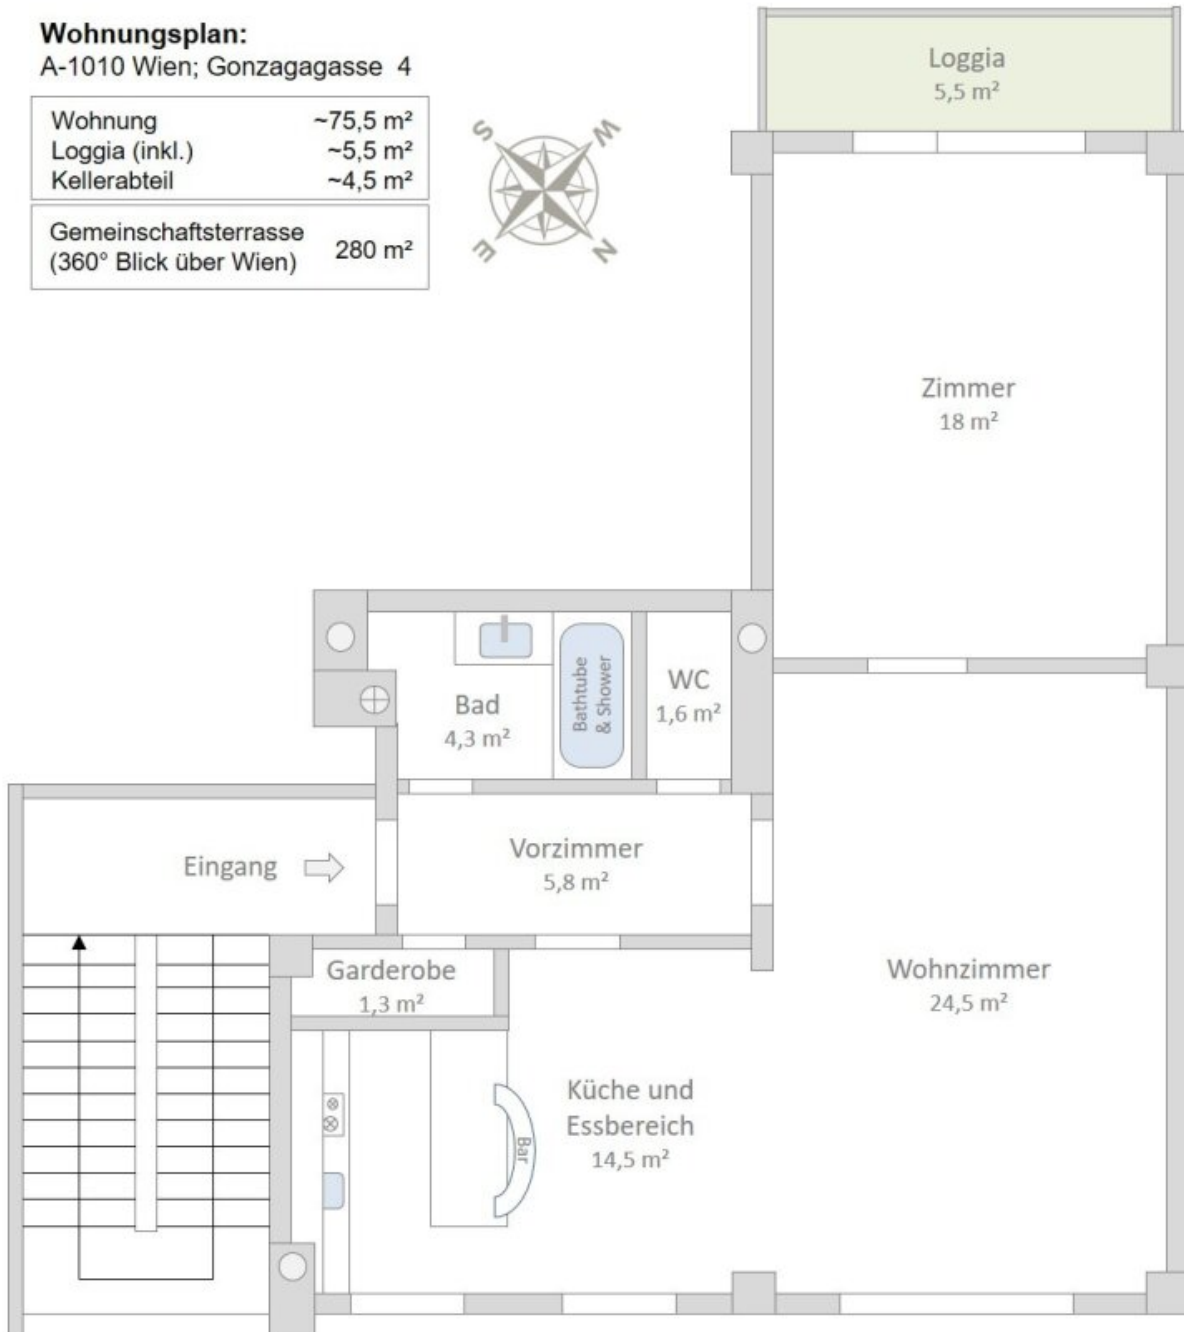 Wohnungsplan:
A-1010 Wien; Gonzagagasse 4
Wohnung ~75,5 m²
Loggia (inkl.) ~5,5 m²
Kellerabteil ~4,5 m²
Gemeinschaftsterrasse
(360° Blick über Wien) 280 m²
S
W
E
N
Loggia
5,5 m²
Zimmer
18 m²
Bad
4,3 m²
Bathtube
& Shower
WC
1,6 m²
Eingang
Vorzimmer
5,8 m²
Garderobe
1,3 m²
Wohnzimmer
24,5 m²
Küche und
Essbereich
14,5 m²
Bar